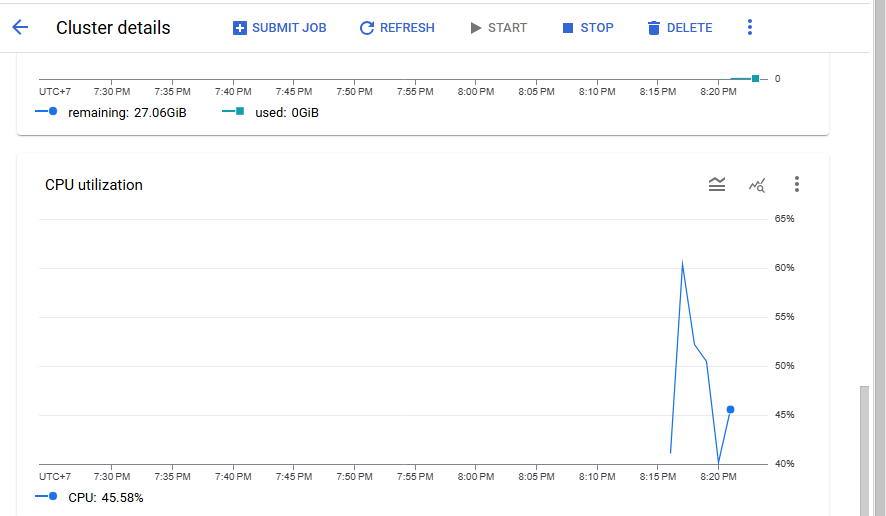 Cluster details SUBMIT JOB REFRESH START STOP DELETE
0
UTC+7 7:30 PM 7:35 PM 7:40 PM 7:45 PM 7:50 PM 7:55 PM 8:00 PM 8:05 PM 8:10 PM 8:15 PM 8:20 PM
remaining: 27.06GiB used: 0GiB
CPU utilization
65%
60%
55%
50%
45%
40%
UTC+7 7:30 PM 7:35 PM 7:40 PM 7:45 PM 7:50 PM 7:55 PM 8:00 PM 8:05 PM 8:10 PM 8:15 PM 8:20 PM
CPU: 45.58%